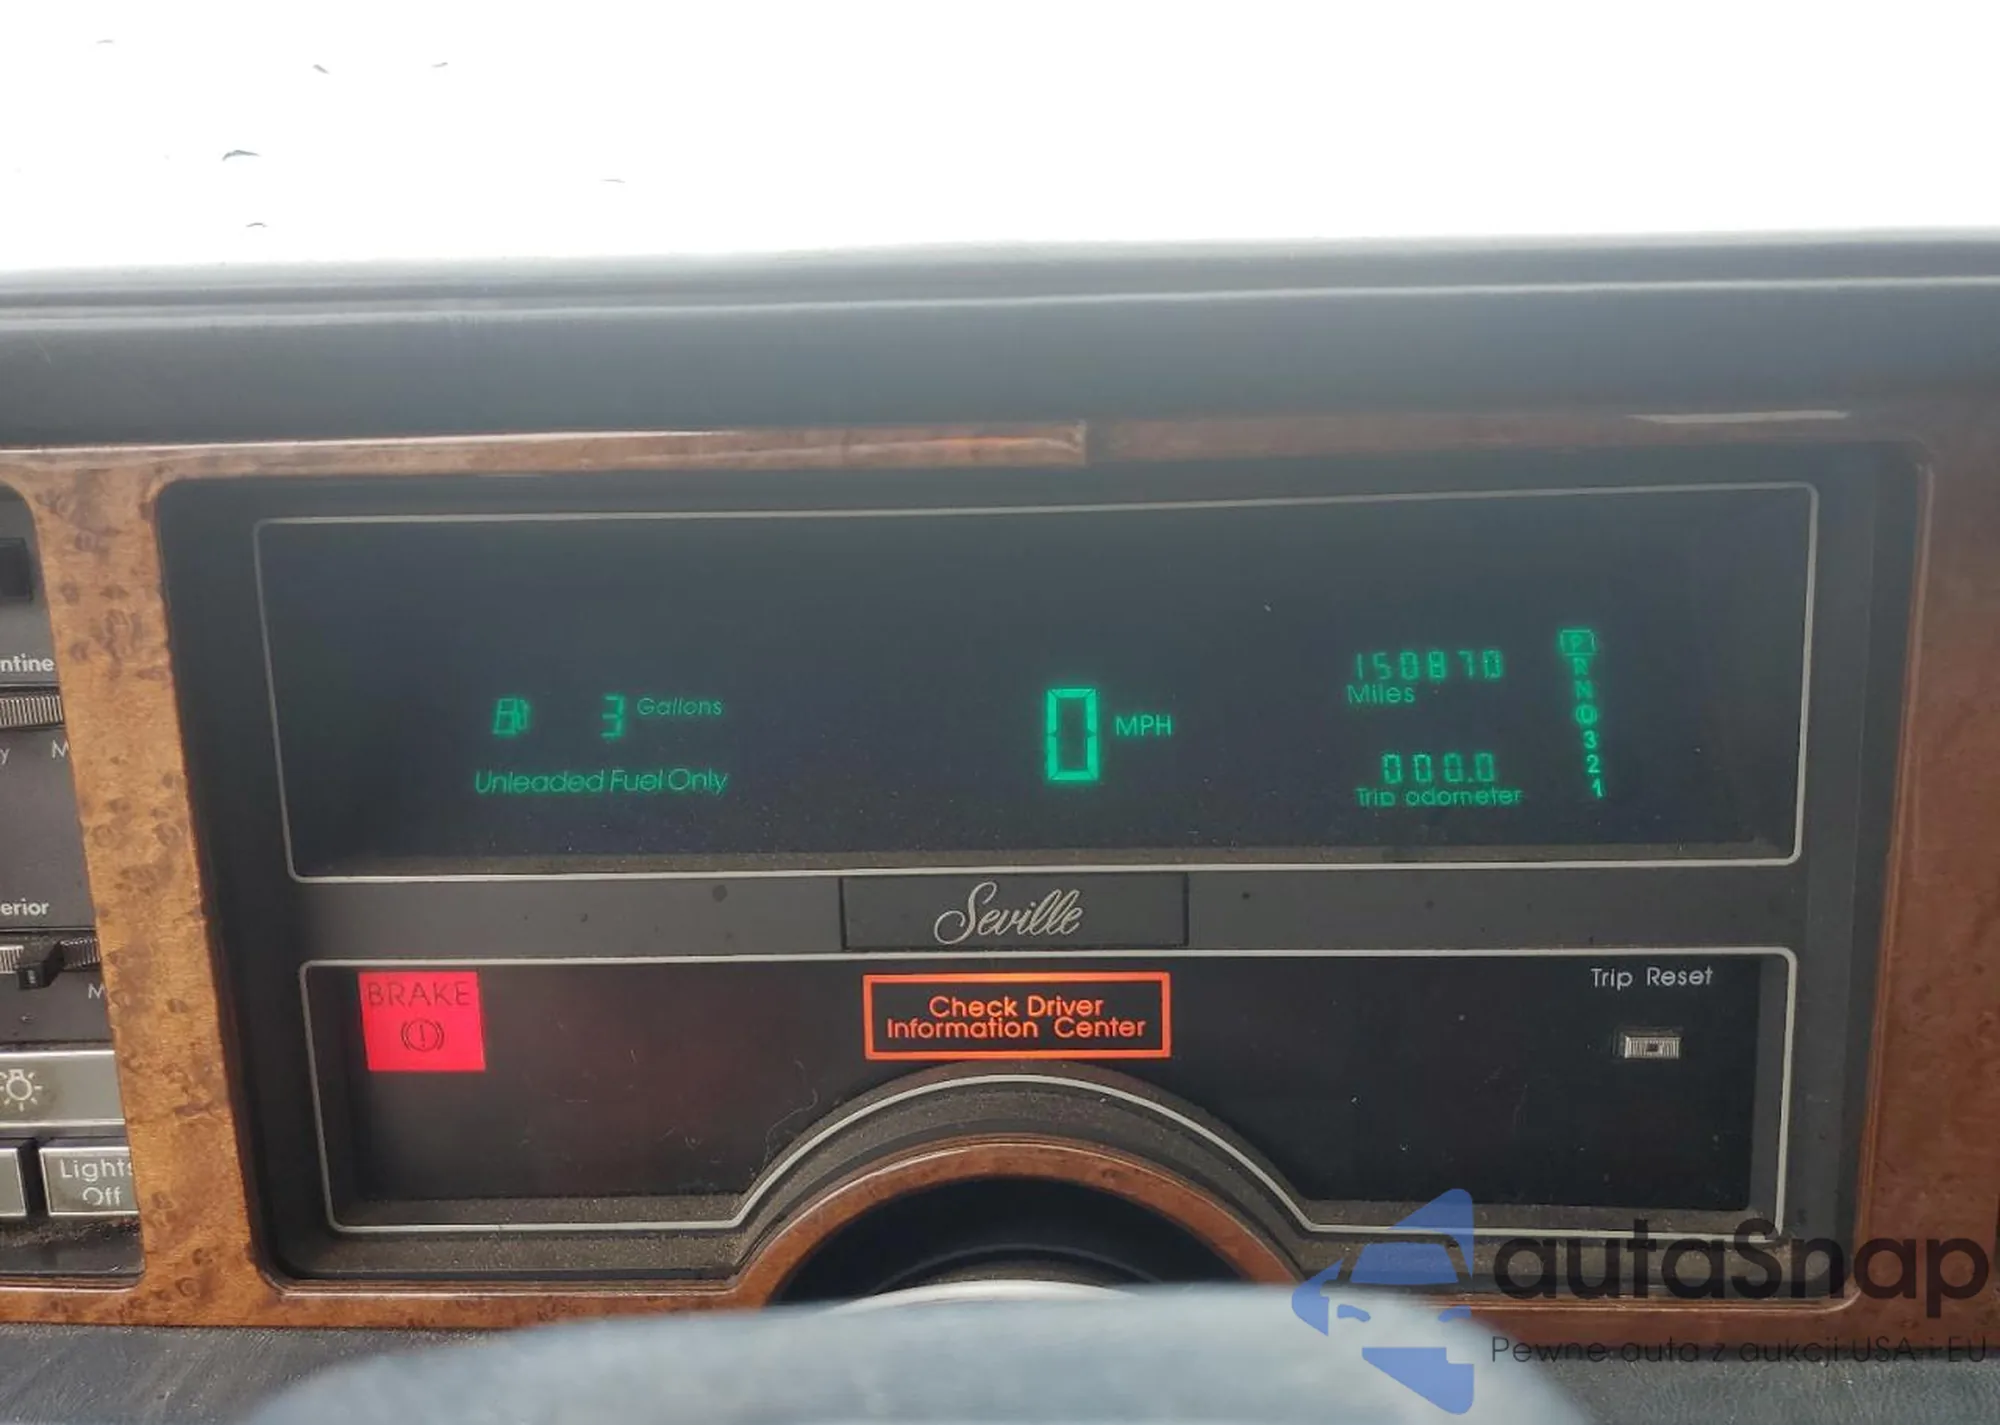 ntine
y M
3 Gallons
Unleaded Fuel Only
0 MPH
150870
Miles
000.0
Trip odometer
P
R
N
D
3
2
1
Seville
erior
M
BRAKE
Check Driver
Information Center
Trip Reset
Lights
Off
autaSnap
Pewne auta z aukcji USA i EU